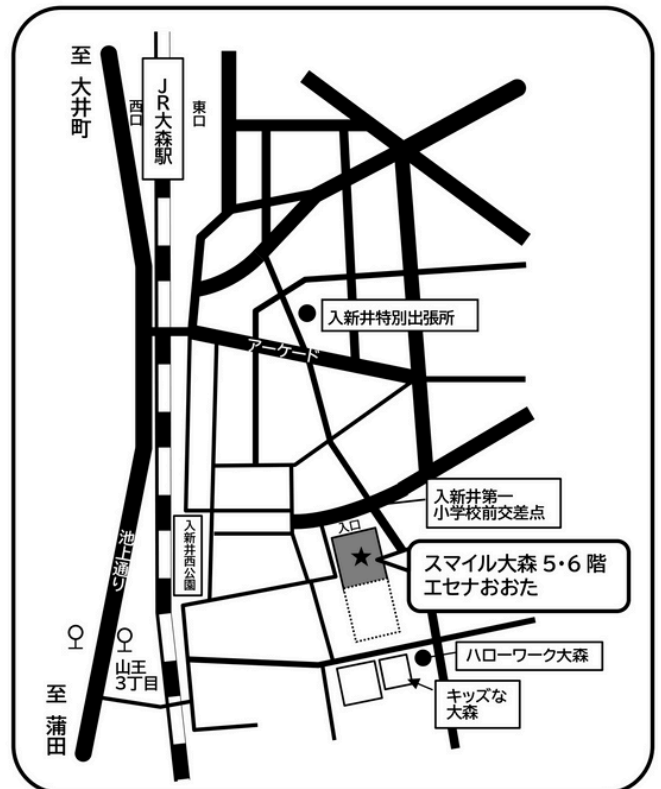 至 大井町
西口
JR大森駅
東口
入新井特別出張所
アーケード
入新井第一
小学校前交差点
入口
スマイル大森 5・6 階
エセナおおた
入新井西公園
池上通り
山王
3丁目
ハローワーク大森
キッズな
大森
至 蒲田